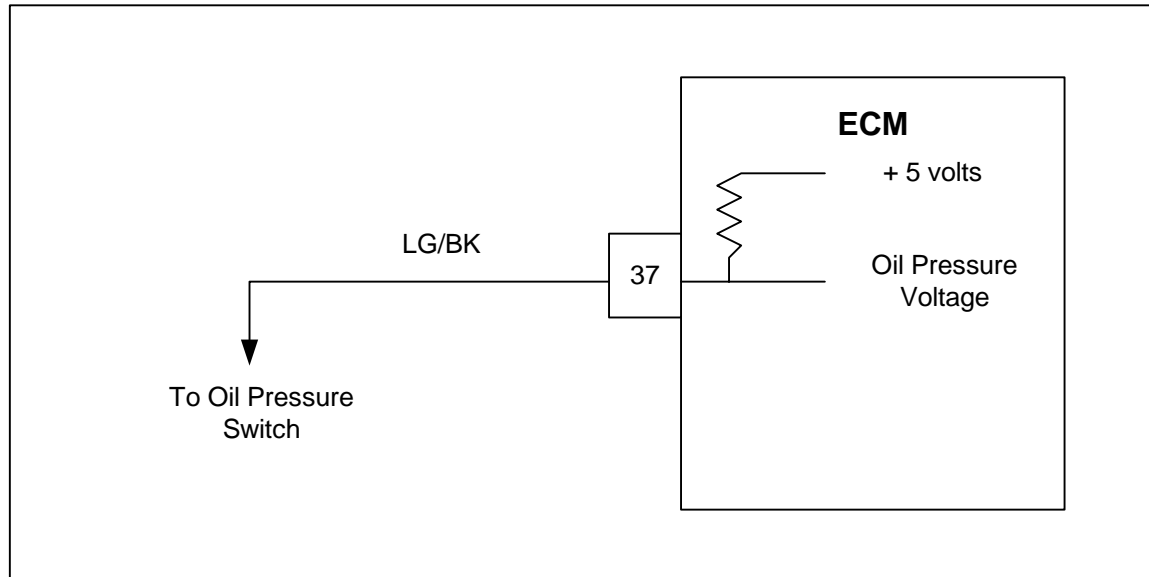 ECM
+ 5 volts
LG/BK
37
Oil Pressure
Voltage
To Oil Pressure
Switch